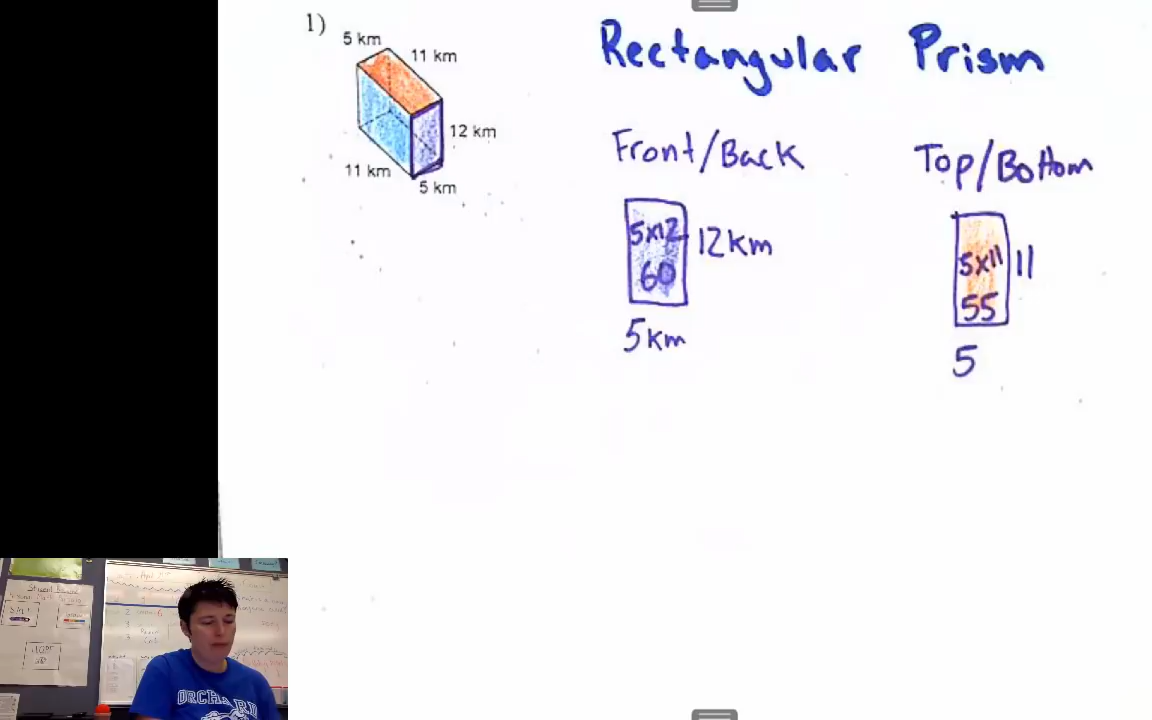 1)
5 km
11 km
12 km
11 km
5 km
Rectangular Prism
Front/Back
5x12
60
12km
5km
Top/Bottom
5x11
55
11
5
ORCHARD